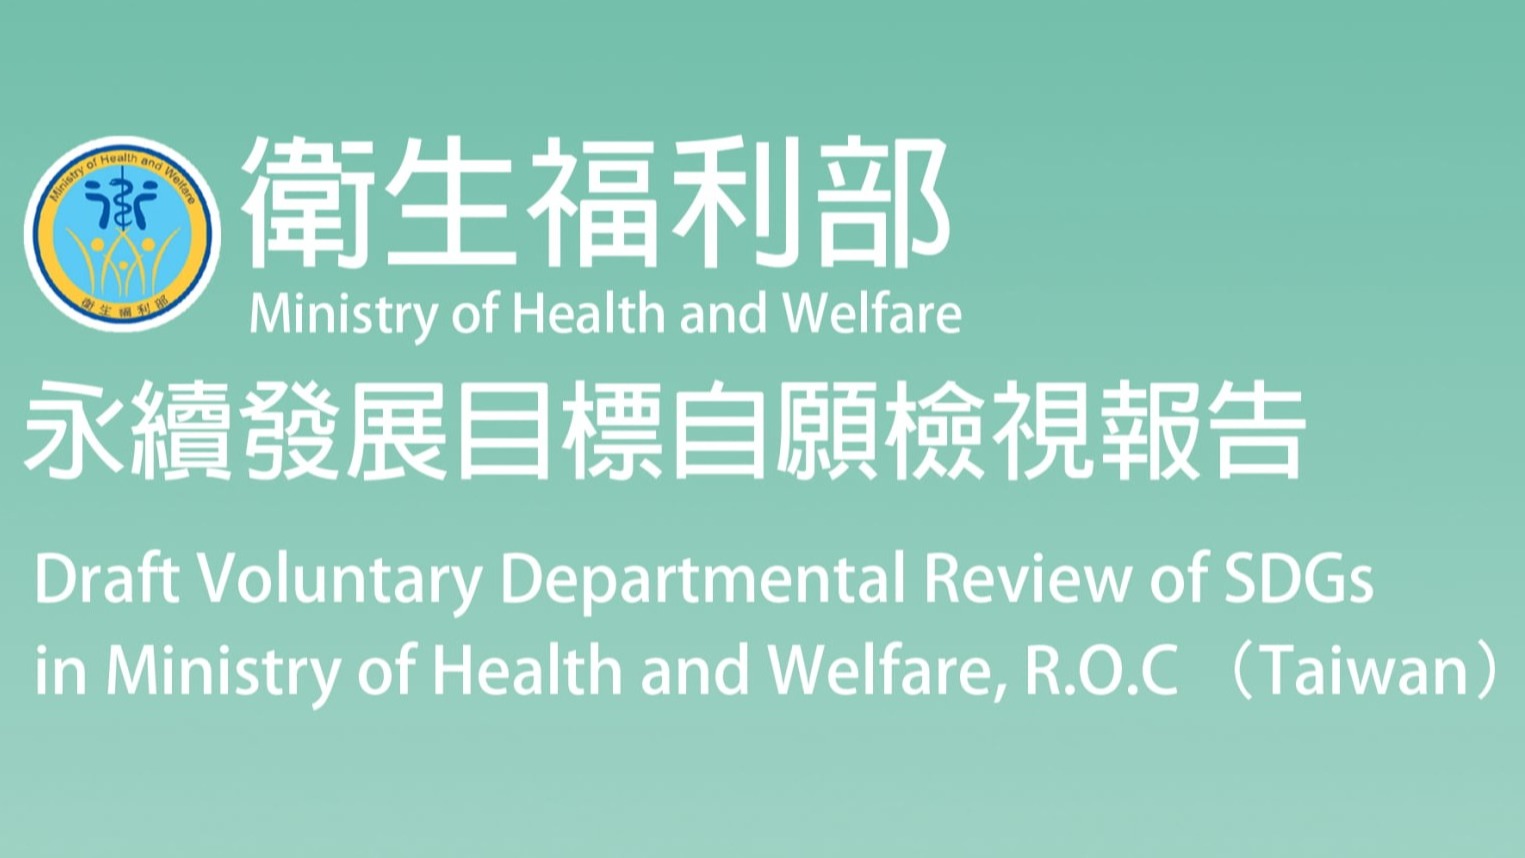 Ministry of Health and Welfare
衛生福利部
衛生福利部
Ministry of Health and Welfare
永續發展目標自願檢視報告
Draft Voluntary Departmental Review of SDGs
in Ministry of Health and Welfare, R.O.C （Taiwan）